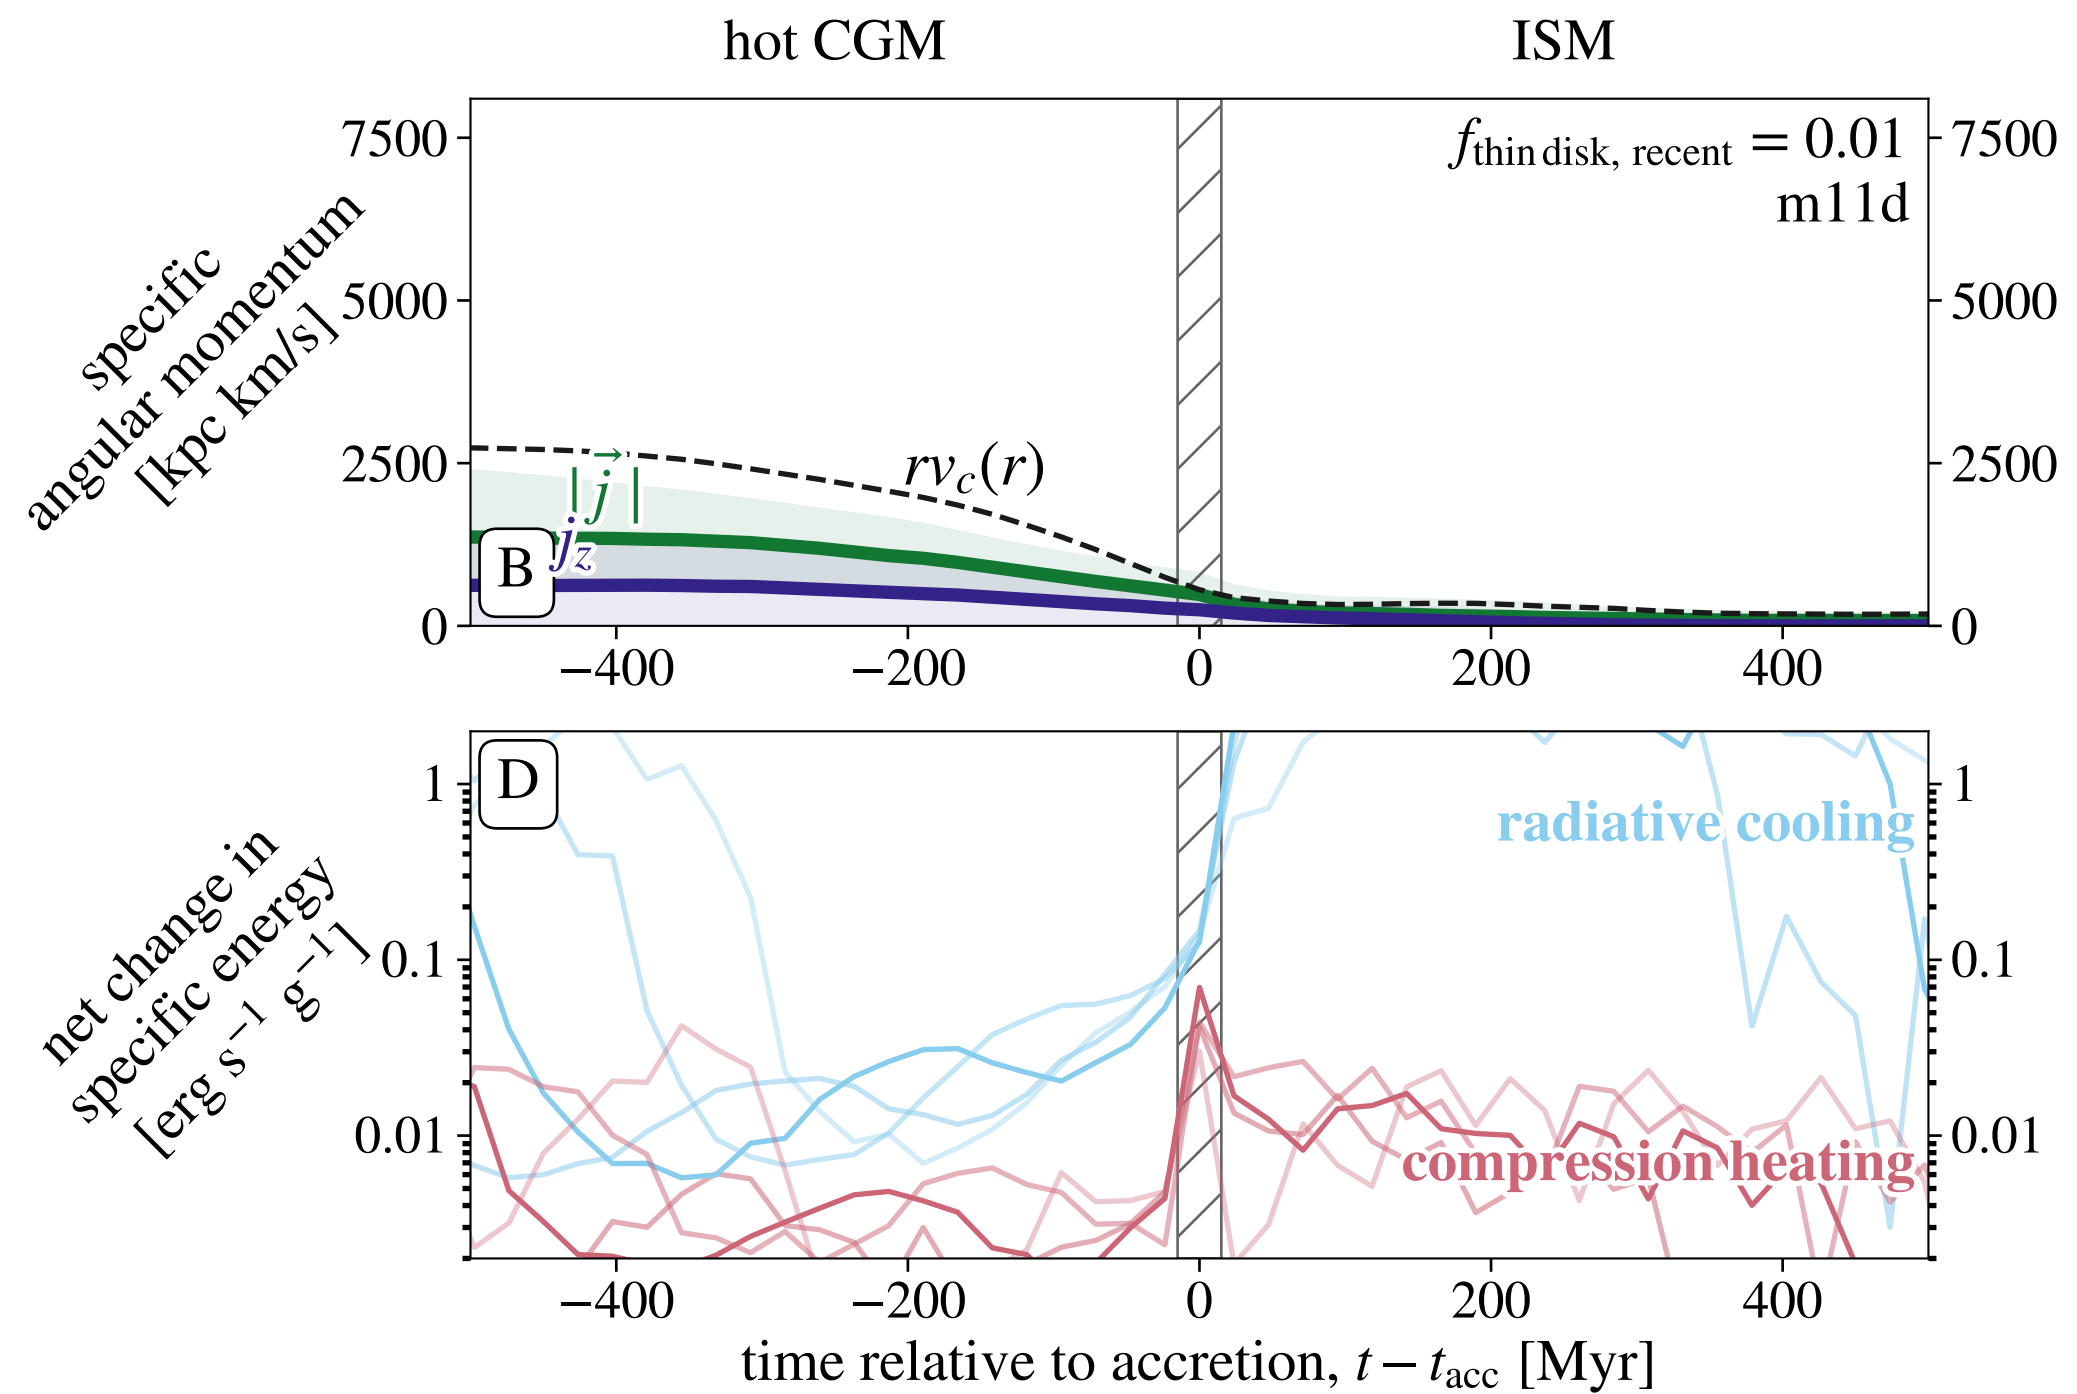 hot CGM
ISM
specific
angular momentum
[kpc km/s]
7500
5000
2500
0
f_thin disk, recent = 0.01
m11d
7500
5000
2500
0
rv_c(r)
|j⃗|
j_z
B
−400 −200 0 200 400
net change in
specific energy
[erg s⁻¹ g⁻¹]
D
1
0.1
0.01
radiative cooling
compression heating
1
0.1
0.01
−400 −200 0 200 400
time relative to accretion, t − t_acc [Myr]